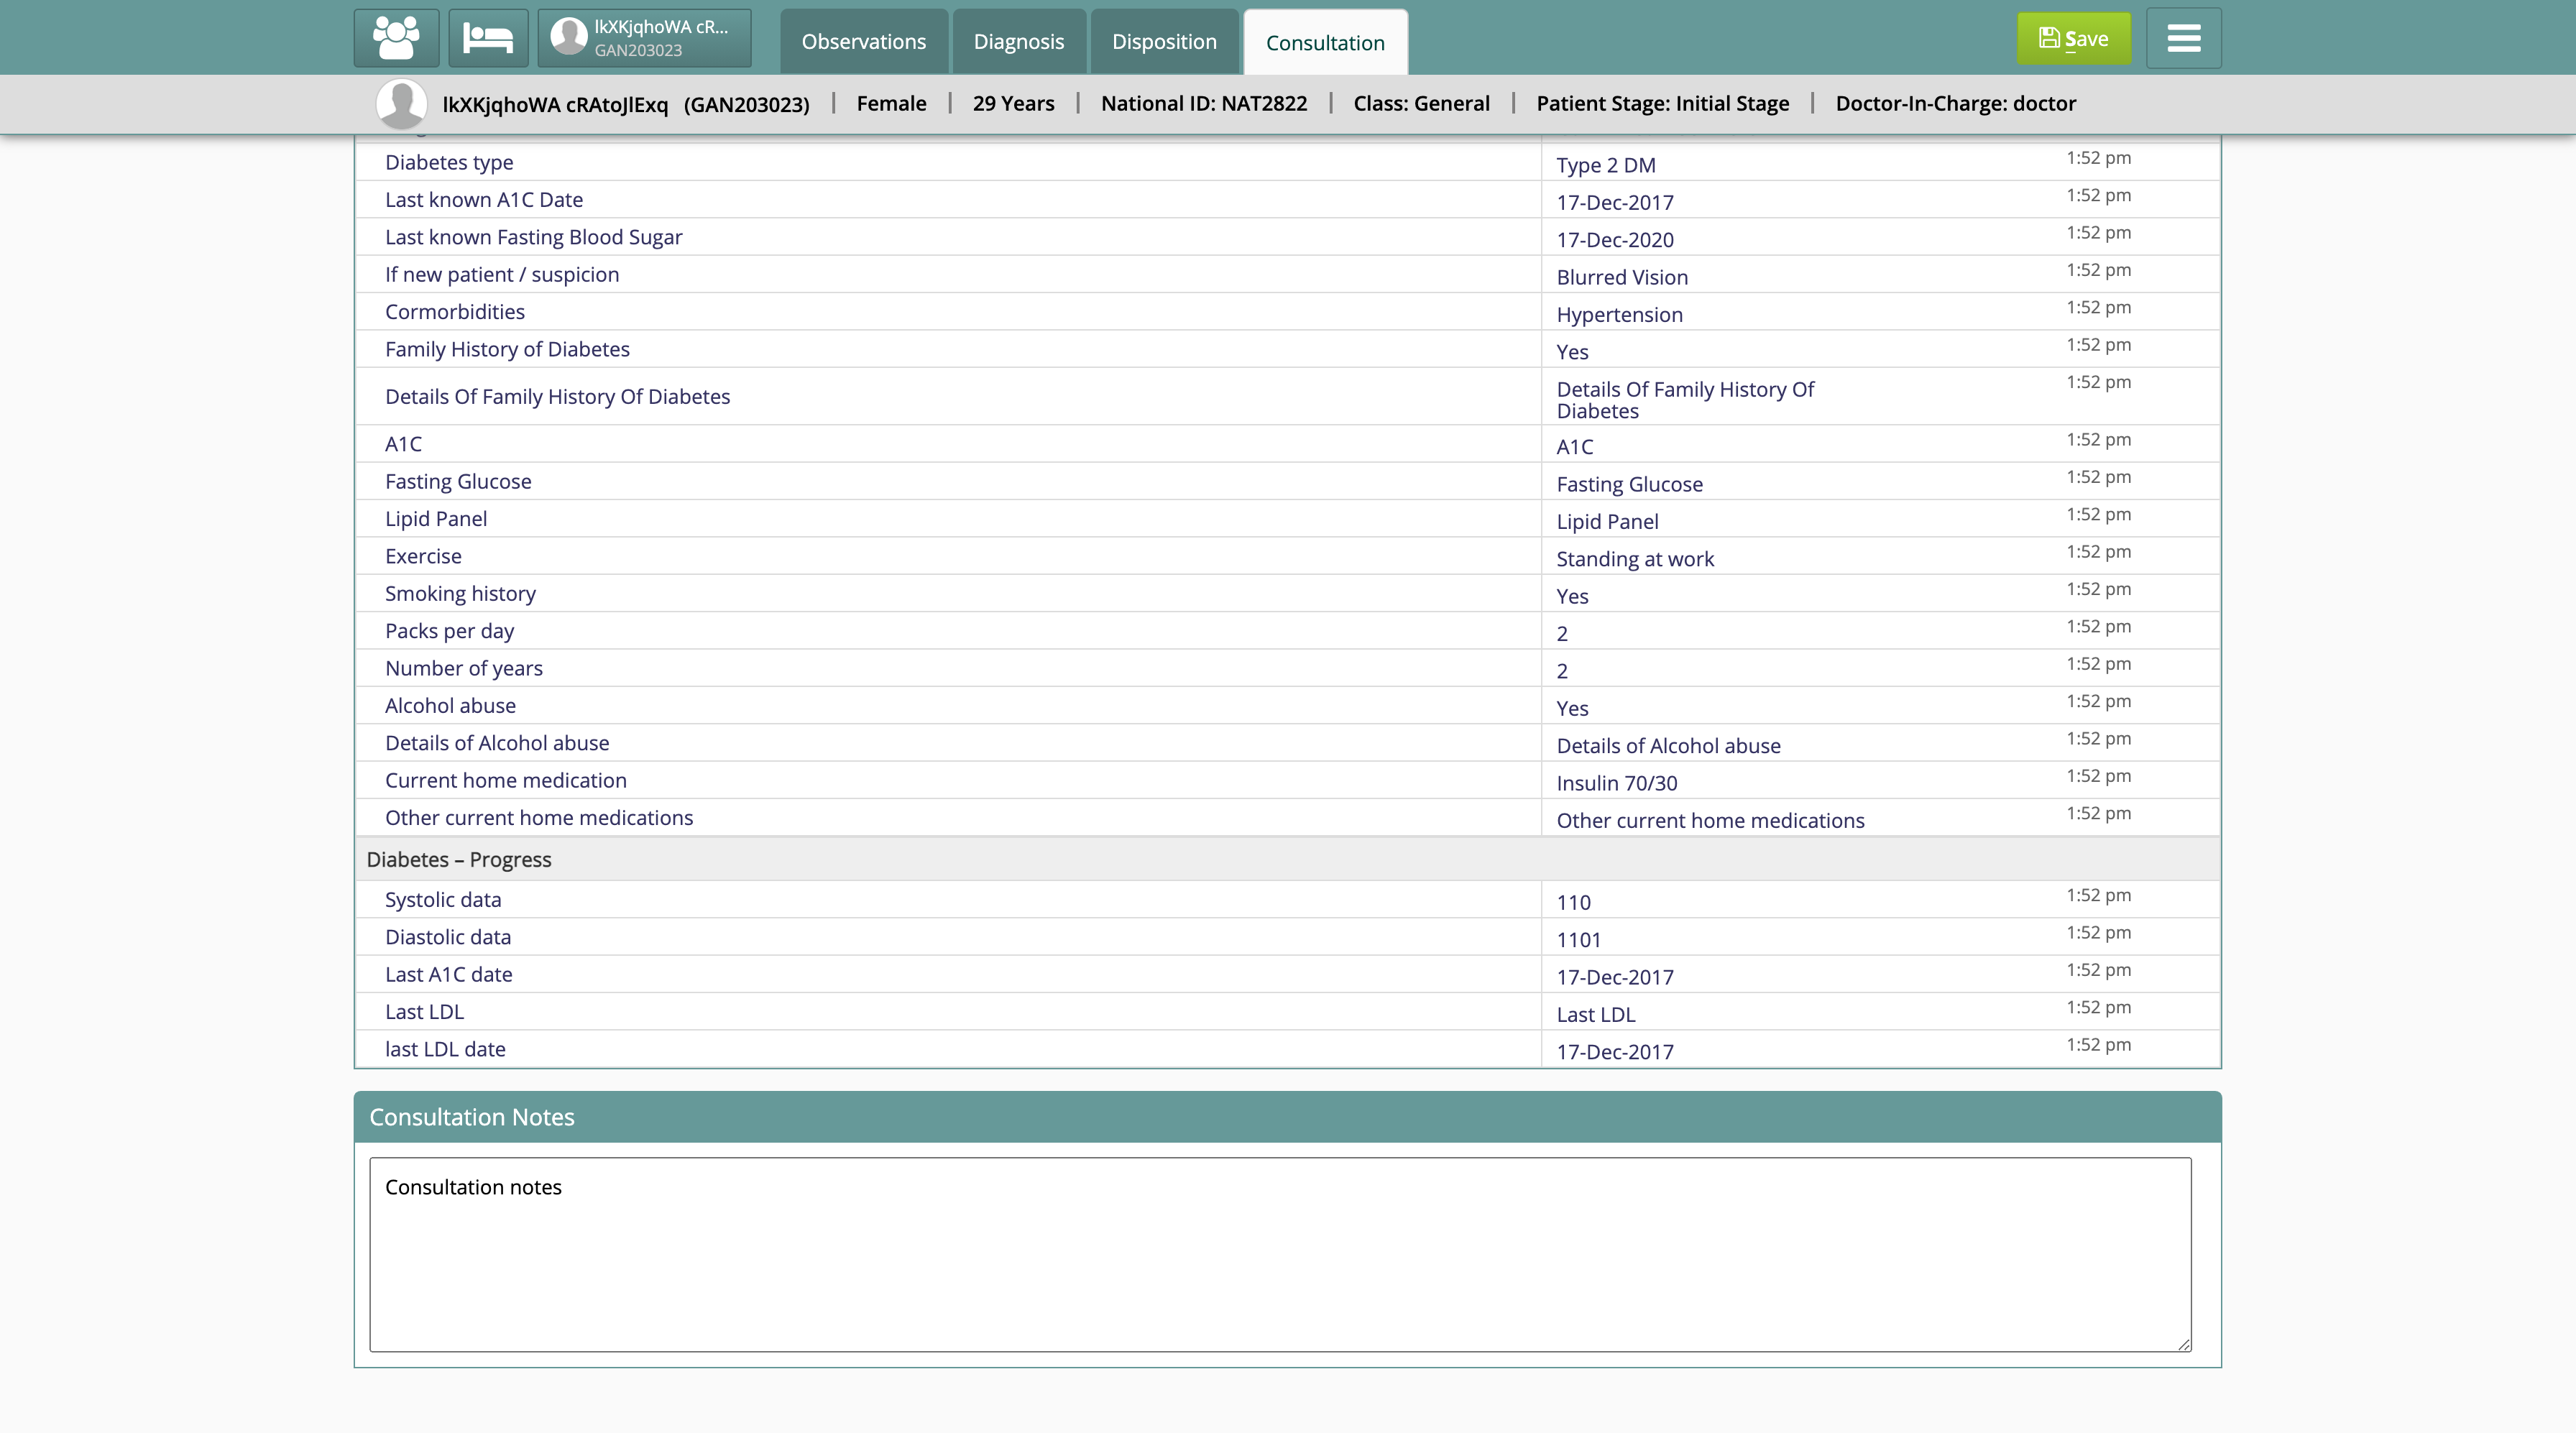 lkXKjqhoWA cR...
GAN203023
Observations
Diagnosis
Disposition
Consultation
Save
lkXKjqhoWA cRAtoJlExq (GAN203023) | Female | 29 Years | National ID: NAT2822 | Class: General | Patient Stage: Initial Stage | Doctor-In-Charge: doctor
Diabetes type Type 2 DM 1:52 pm
Last known A1C Date 17-Dec-2017 1:52 pm
Last known Fasting Blood Sugar 17-Dec-2020 1:52 pm
If new patient / suspicion Blurred Vision 1:52 pm
Cormorbidities Hypertension 1:52 pm
Family History of Diabetes Yes 1:52 pm
Details Of Family History Of Diabetes Details Of Family History Of 1:52 pm
Diabetes
A1C A1C 1:52 pm
Fasting Glucose Fasting Glucose 1:52 pm
Lipid Panel Lipid Panel 1:52 pm
Exercise Standing at work 1:52 pm
Smoking history Yes 1:52 pm
Packs per day 2 1:52 pm
Number of years 2 1:52 pm
Alcohol abuse Yes 1:52 pm
Details of Alcohol abuse Details of Alcohol abuse 1:52 pm
Current home medication Insulin 70/30 1:52 pm
Other current home medications Other current home medications 1:52 pm
Diabetes – Progress
Systolic data 110 1:52 pm
Diastolic data 1101 1:52 pm
Last A1C date 17-Dec-2017 1:52 pm
Last LDL Last LDL 1:52 pm
last LDL date 17-Dec-2017 1:52 pm
Consultation Notes
Consultation notes